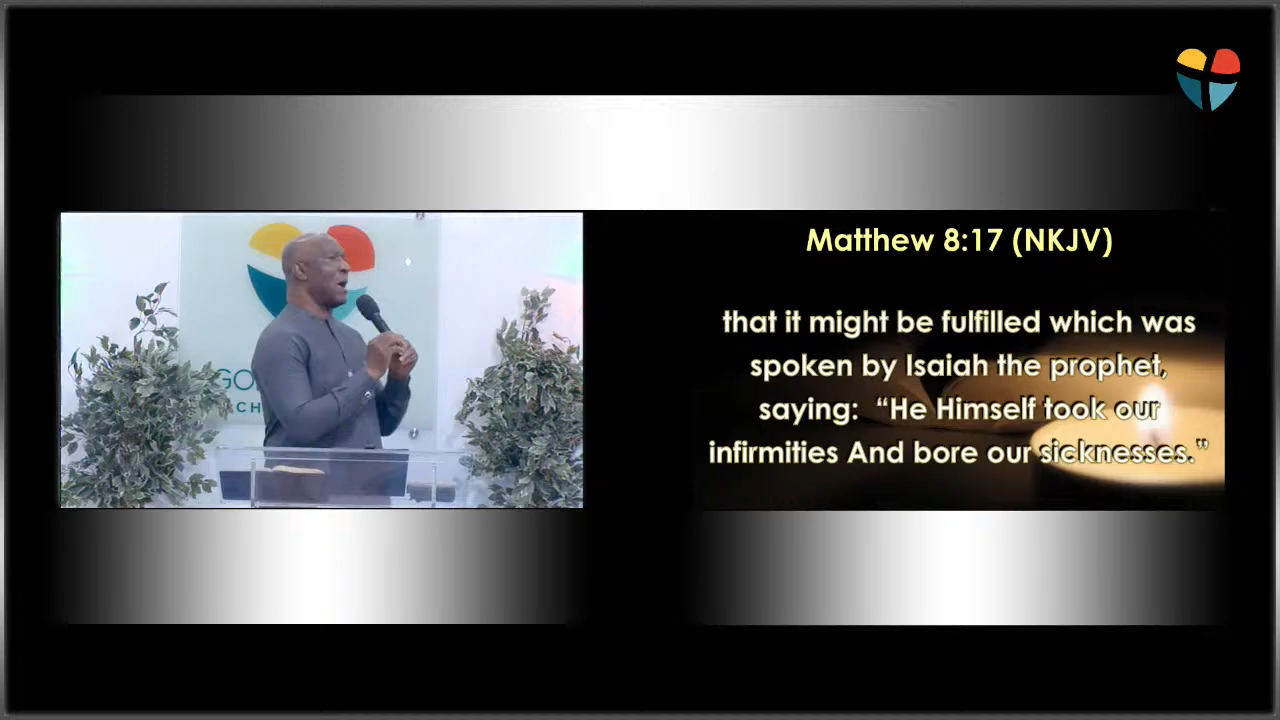 Matthew 8:17 (NKJV)
that it might be fulfilled which was
spoken by Isaiah the prophet,
saying:  “He Himself took our
infirmities And bore our sicknesses.”